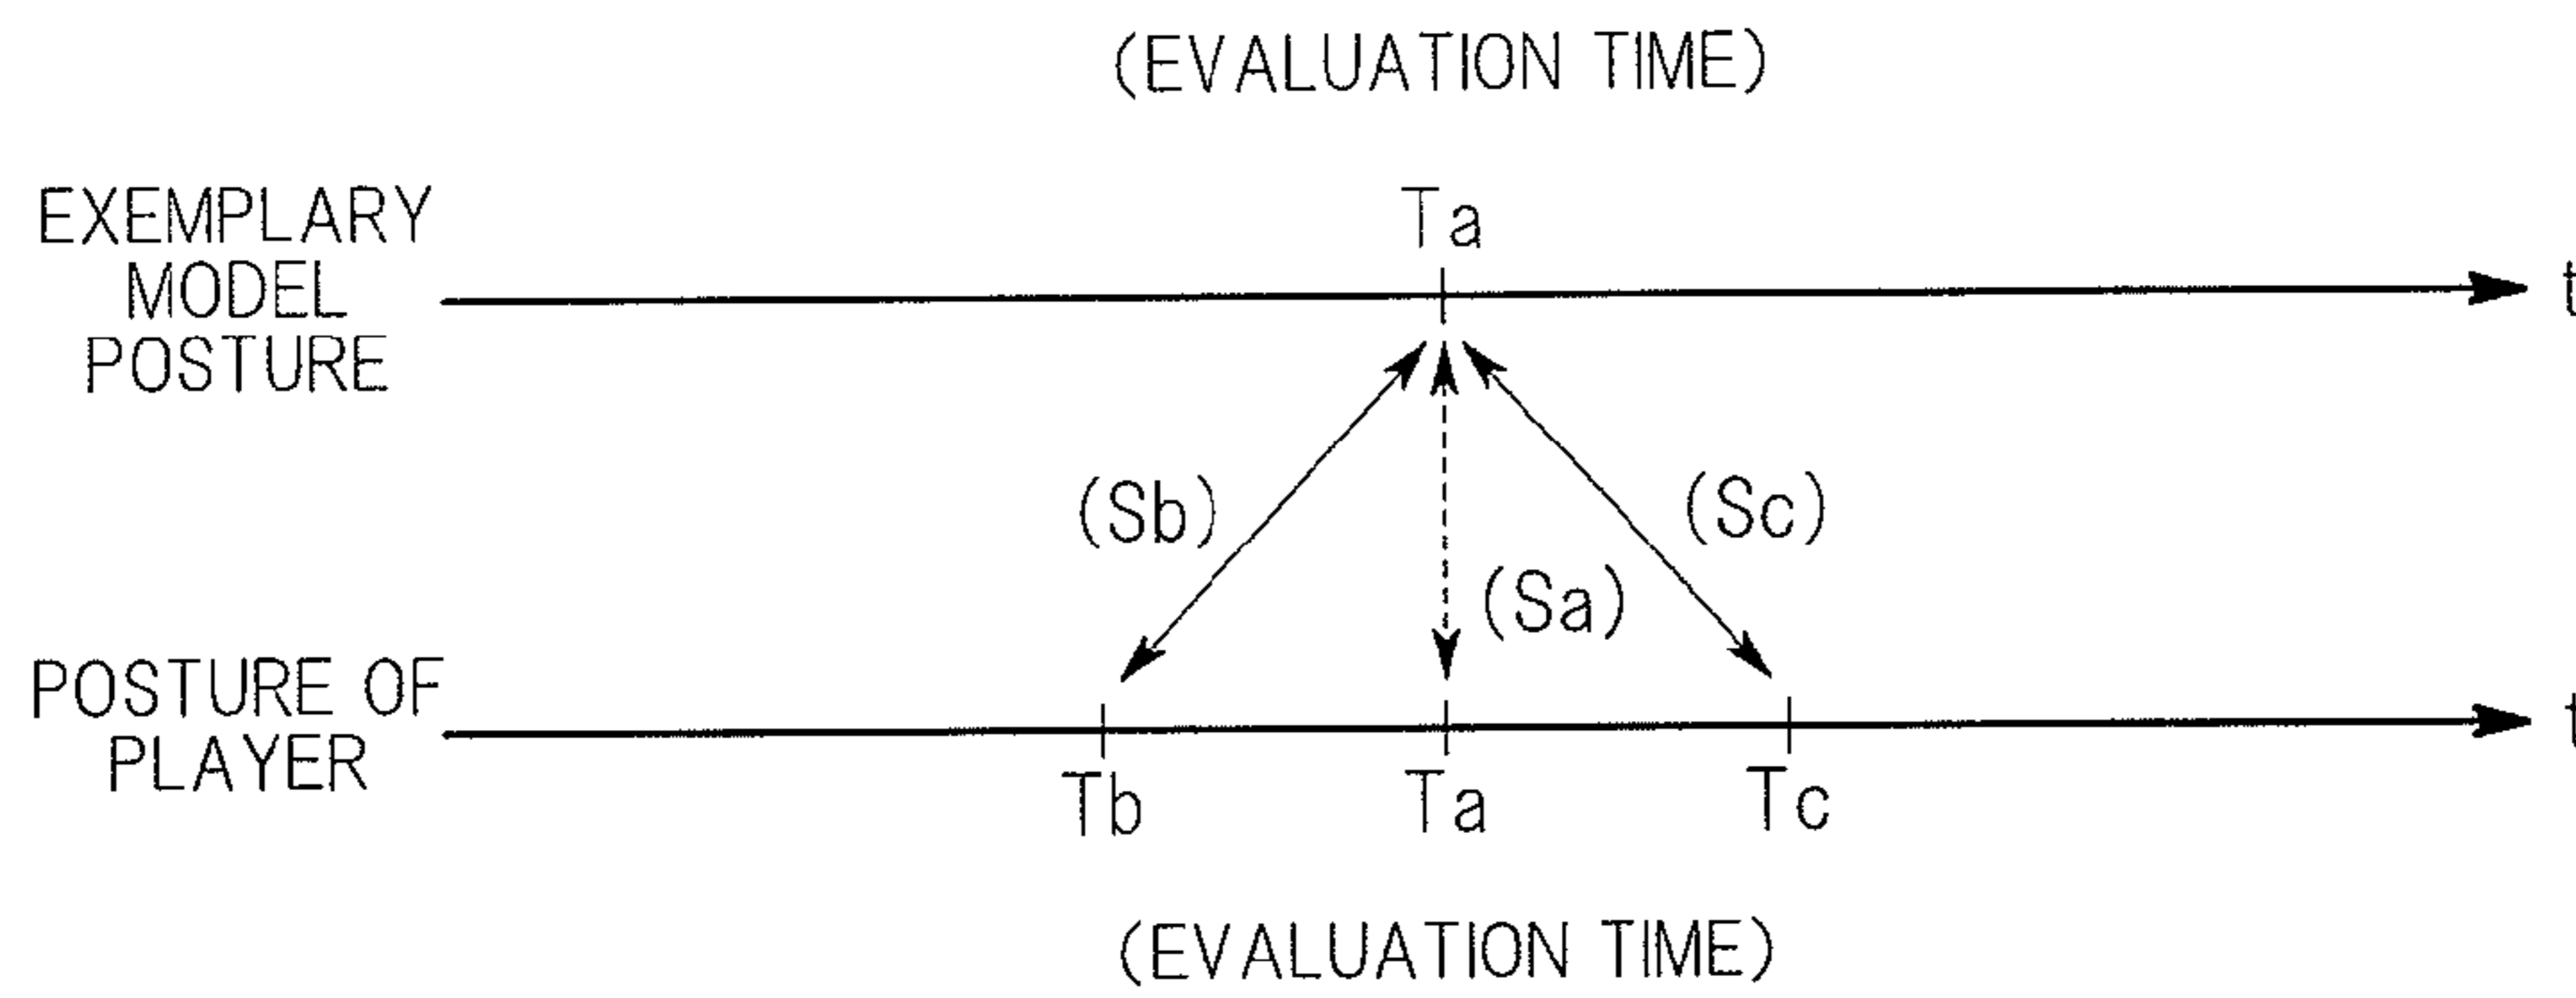 (EVALUATION TIME)
Ta
EXEMPLARY
MODEL
POSTURE
t
(Sb)
(Sc)
(Sa)
POSTURE OF
PLAYER
t
Tb
Ta
Tc
(EVALUATION TIME)